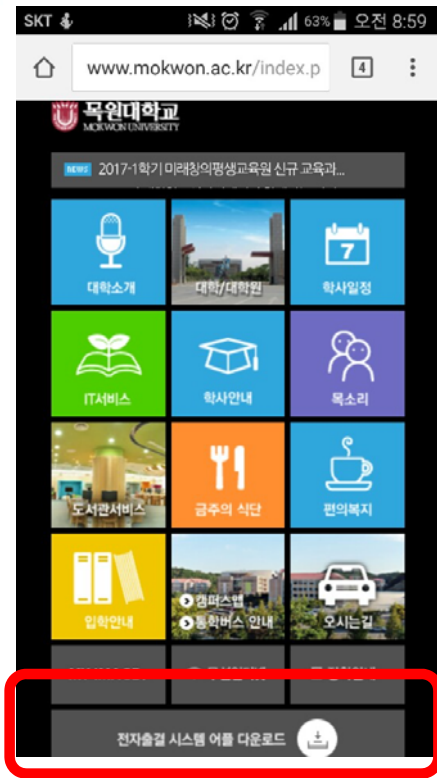 SKT 63% 오전 8:59
www.mokwon.ac.kr/index.p 4
목원대학교
MOKWON UNIVERSITY
NEWS 2017-1학기 미래창의평생교육원 신규 교육과...
7
대학소개 대학/대학원 학사일정
IT서비스 학사안내 목소리
도서관서비스 금주의 식단 편의복지
캠퍼스맵
입학안내 통학버스 안내 오시는길
전자출결 시스템 어플 다운로드